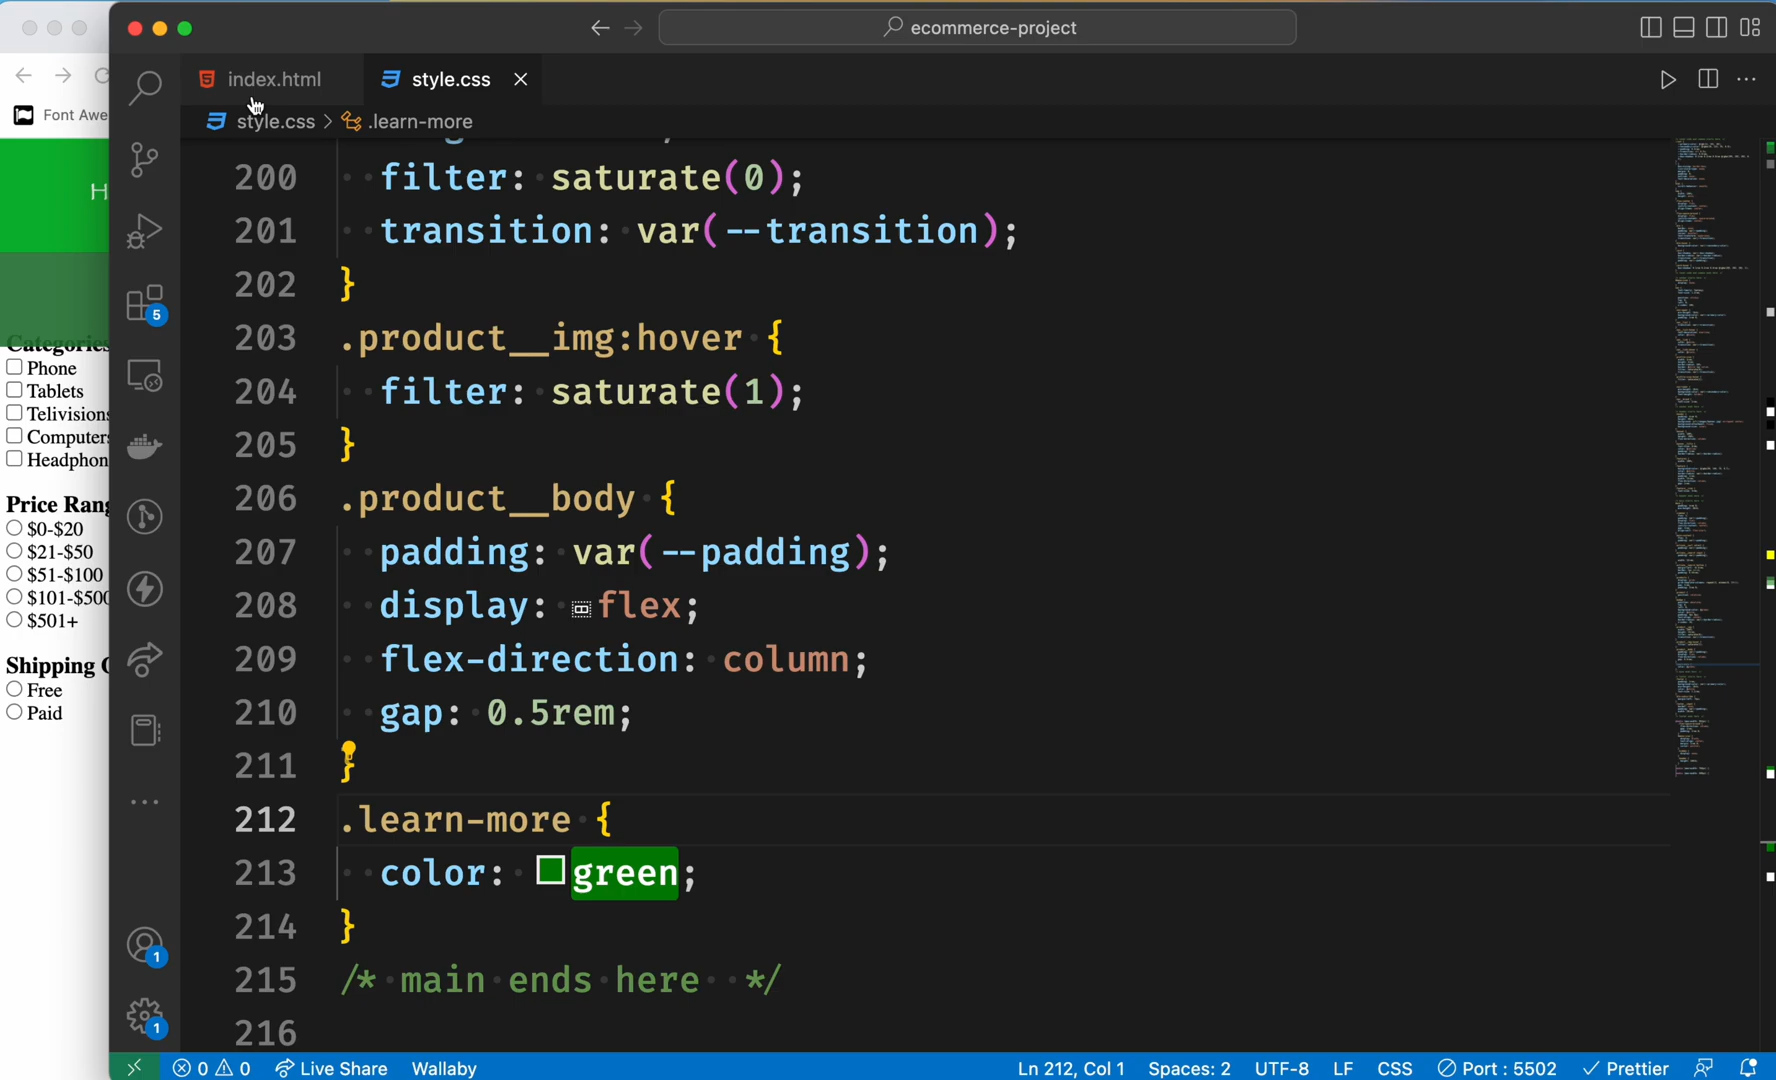 ecommerce-project
index.html
style.css
Font Awe
style.css > .learn-more
H
200 filter: saturate(0);
201 transition: var(--transition);
202 }
203 .product__img:hover {
204 filter: saturate(1);
205 }
206 .product__body {
207 padding: var(--padding);
208 display: flex;
209 flex-direction: column;
210 gap: 0.5rem;
211 }
212 .learn-more {
213 color: green;
214 }
215 /* main ends here */
216
Categories
Phone
Tablets
Telivisions
Computers
Headphon
Price Rang
$0-$20
$21-$50
$51-$100
$101-$500
$501+
Shipping
Free
Paid
5
1
1
0 0 Live Share Wallaby Ln 212, Col 1 Spaces: 2 UTF-8 LF CSS Port : 5502 Prettier